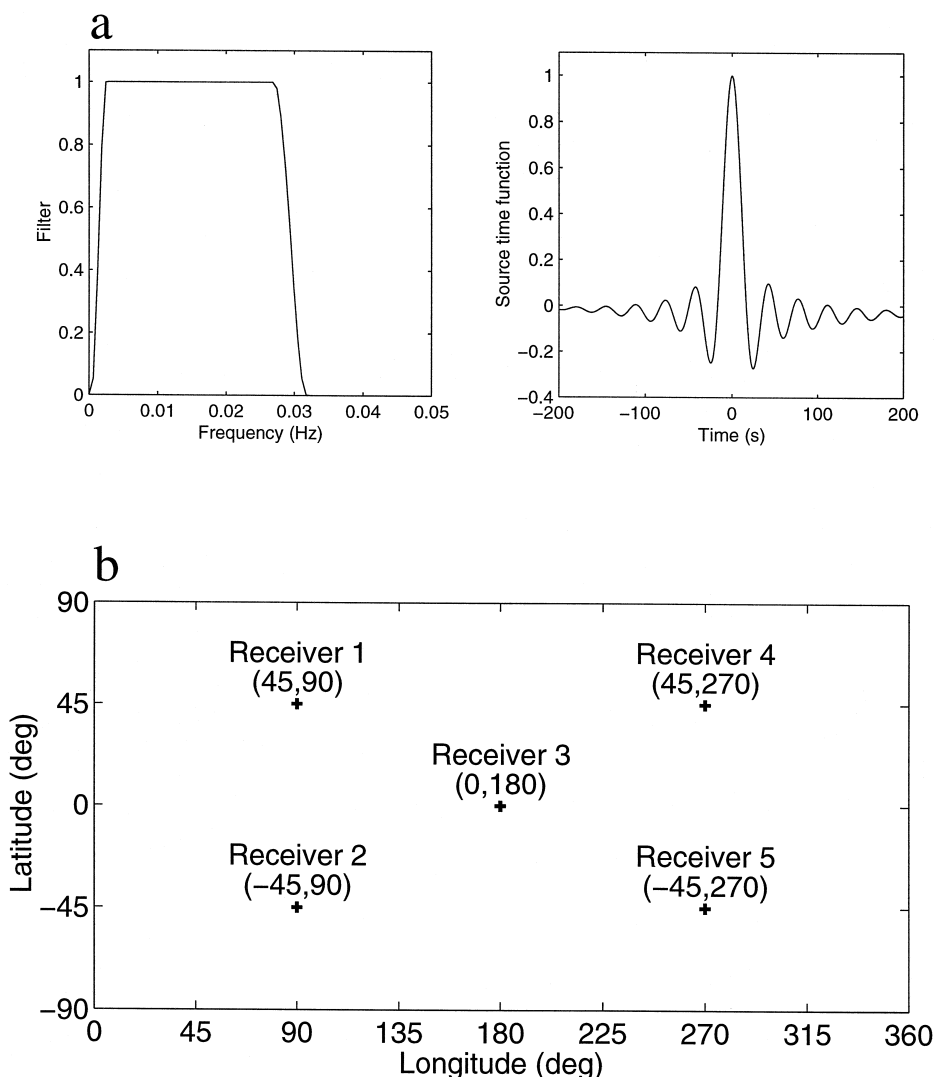 a
1
0.8
0.6
0.4
0.2
0
Filter
0 0.01 0.02 0.03 0.04 0.05
Frequency (Hz)
1
0.8
0.6
0.4
0.2
0
−0.2
−0.4
Source time function
−200 −100 0 100 200
Time (s)
b
90
45
0
−45
−90
Latitude (deg)
Receiver 1
(45,90)
Receiver 4
(45,270)
Receiver 3
(0,180)
Receiver 2
(−45,90)
Receiver 5
(−45,270)
0 45 90 135 180 225 270 315 360
Longitude (deg)